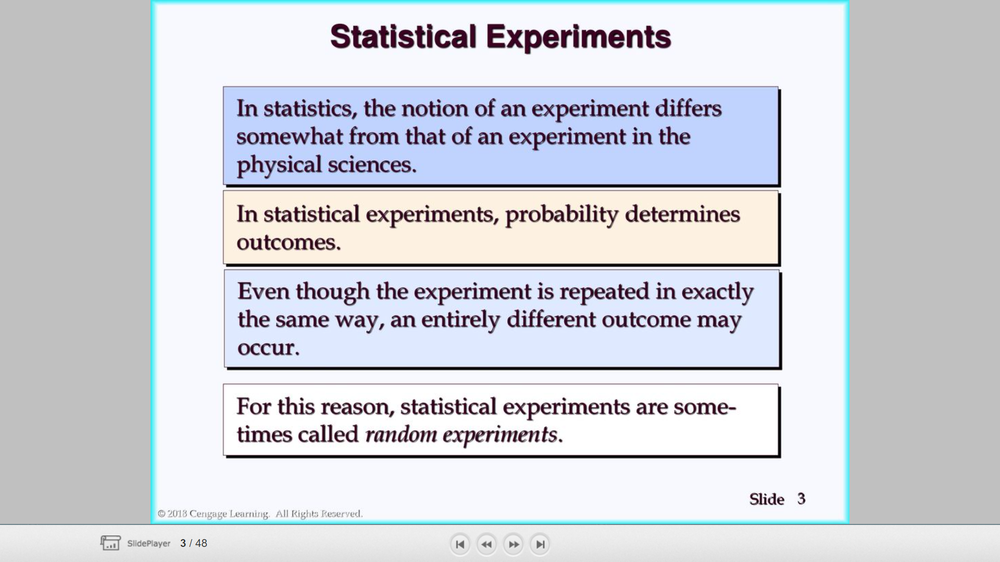 Statistical Experiments
In statistics, the notion of an experiment differs
somewhat from that of an experiment in the
physical sciences.
In statistical experiments, probability determines
outcomes.
Even though the experiment is repeated in exactly
the same way, an entirely different outcome may
occur.
For this reason, statistical experiments are some-
times called random experiments.
Slide 3
© 2018 Cengage Learning. All Rights Reserved.
SlidePlayer 3 / 48